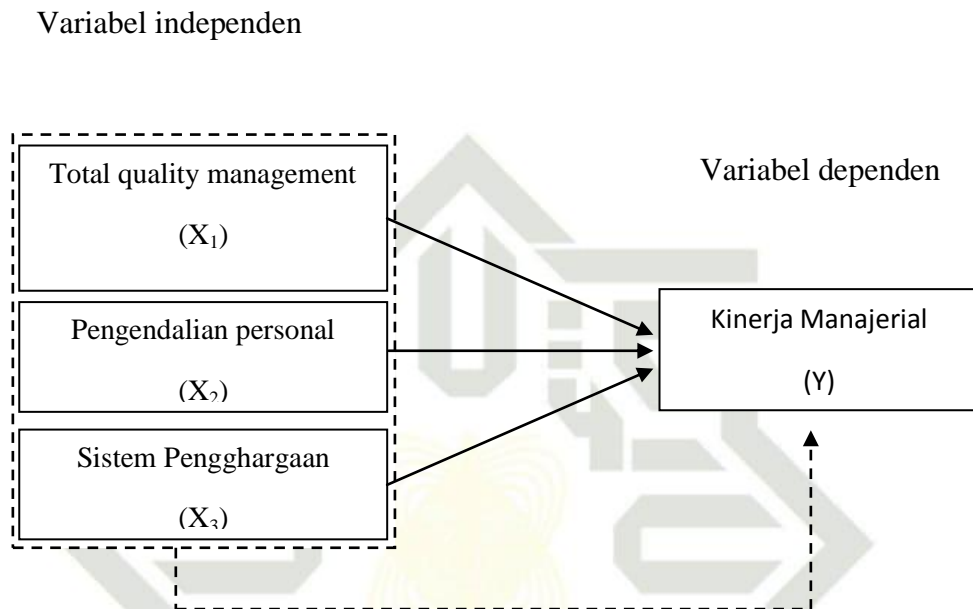 Variabel independen
Total quality management
(X₁)
Variabel dependen
Pengendalian personal
(X₂)
Kinerja Manajerial
(Y)
Sistem Pengghargaan
(X₃)